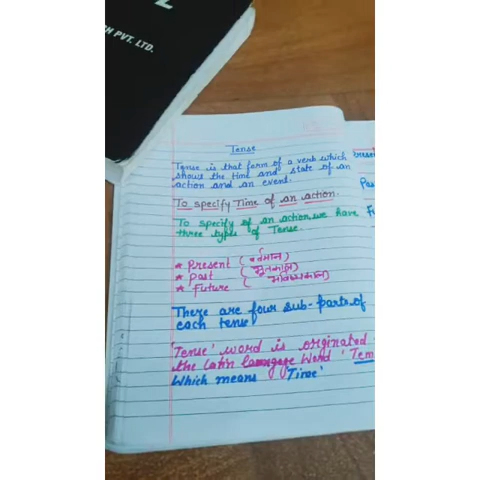 CH PVT. LTD.
Tense
Tense is that form of a verb which
shows the time and state of an
action and an event.
To specify Time of an action.
To specify of an action, we have
three types of Tense.
* Present (वर्तमान)
* Past (भूतकाल)
* Future (भविष्यकाल)
There are four sub-parts of
each tense
'Tense' word is originated
the Latin Word 'Tem
Which means 'Time'